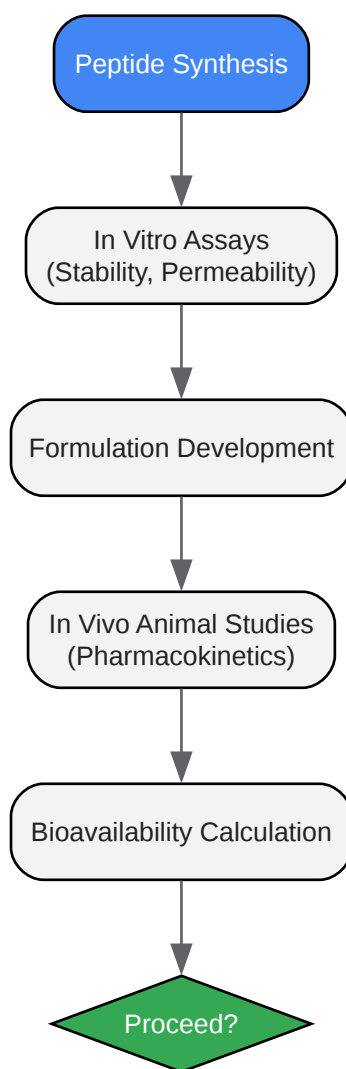 Peptide Synthesis
In Vitro Assays
(Stability, Permeability)
Formulation Development
In Vivo Animal Studies
(Pharmacokinetics)
Bioavailability Calculation
Proceed?